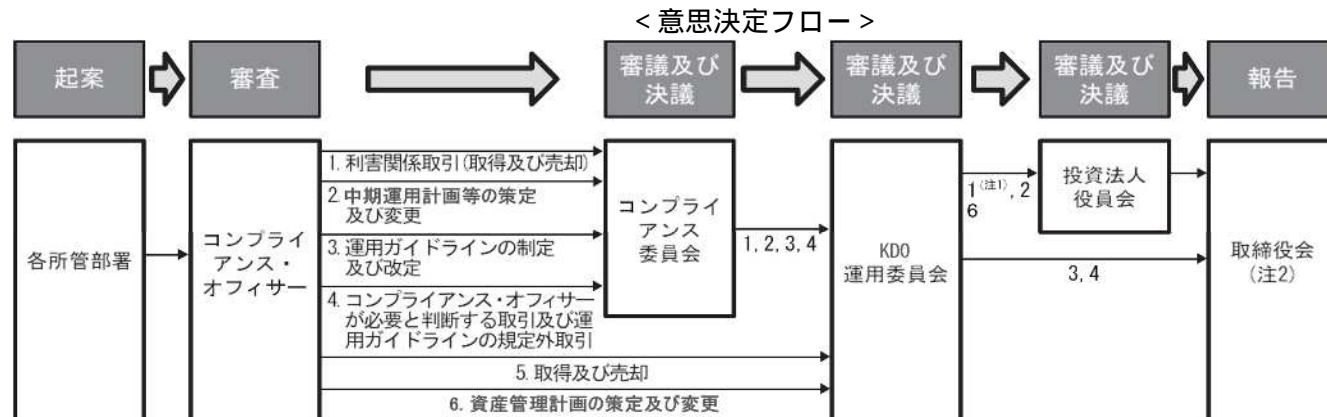 <意思決定フロー>
起案
審査
審議及び
決議
審議及び
決議
審議及び
決議
報告
各所管部署
コンプライ
アンス・
オフィサー
1. 利害関係取引(取得及び売却)
2. 中期運用計画等の策定
及び変更
3. 運用ガイドラインの制定
及び改定
4. コンプライアンス・オフィサー
が必要と判断する取引及び運
用ガイドラインの規定外取引
5. 取得及び売却
6. 資産管理計画の策定及び変更
コンプライ
アンス
委員会
1, 2, 3, 4
KDO
運用委員会
1(注1), 2
6
3, 4
投資法人
役員会
取締役会
(注2)